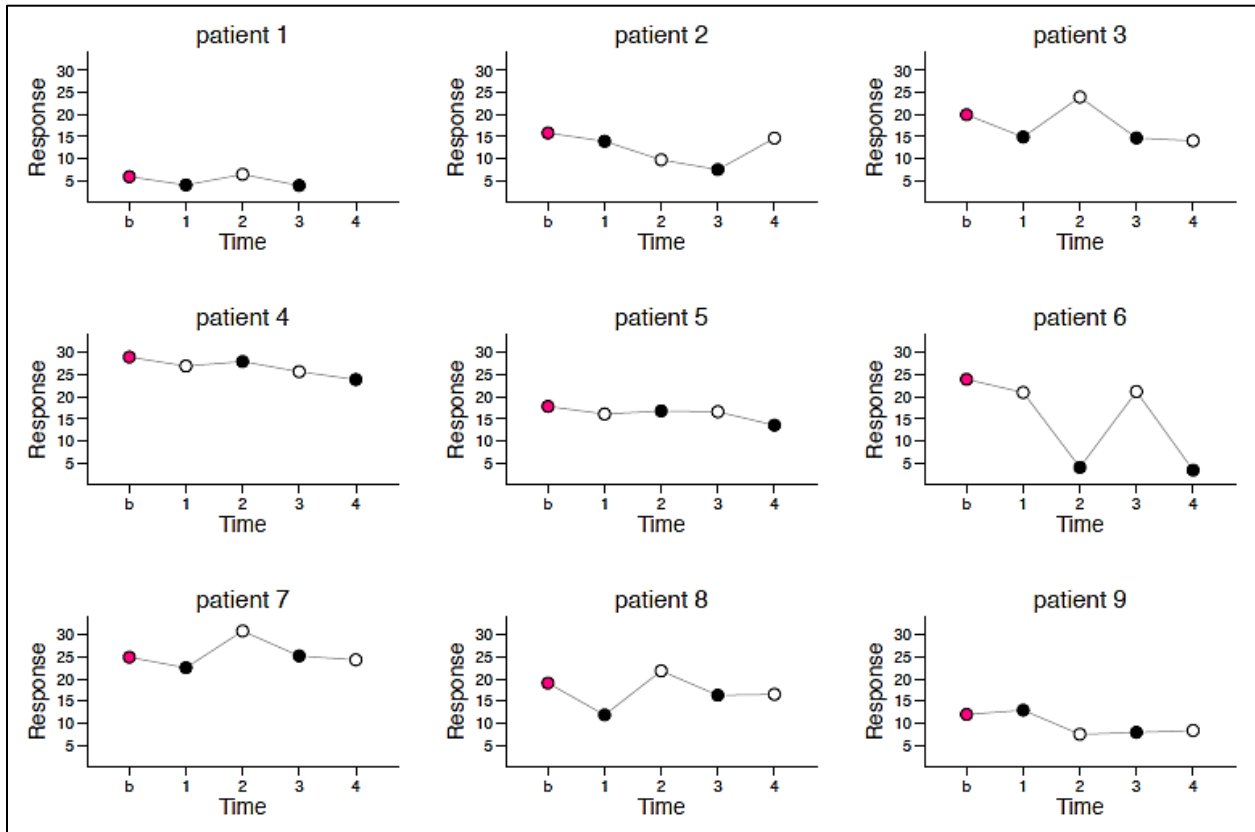 patient 1
Response
30
25
20
15
10
5
b 1 2 3 4
Time
patient 2
Response
30
25
20
15
10
5
b 1 2 3 4
Time
patient 3
Response
30
25
20
15
10
5
b 1 2 3 4
Time
patient 4
Response
30
25
20
15
10
5
b 1 2 3 4
Time
patient 5
Response
30
25
20
15
10
5
b 1 2 3 4
Time
patient 6
Response
30
25
20
15
10
5
b 1 2 3 4
Time
patient 7
Response
30
25
20
15
10
5
b 1 2 3 4
Time
patient 8
Response
30
25
20
15
10
5
b 1 2 3 4
Time
patient 9
Response
30
25
20
15
10
5
b 1 2 3 4
Time